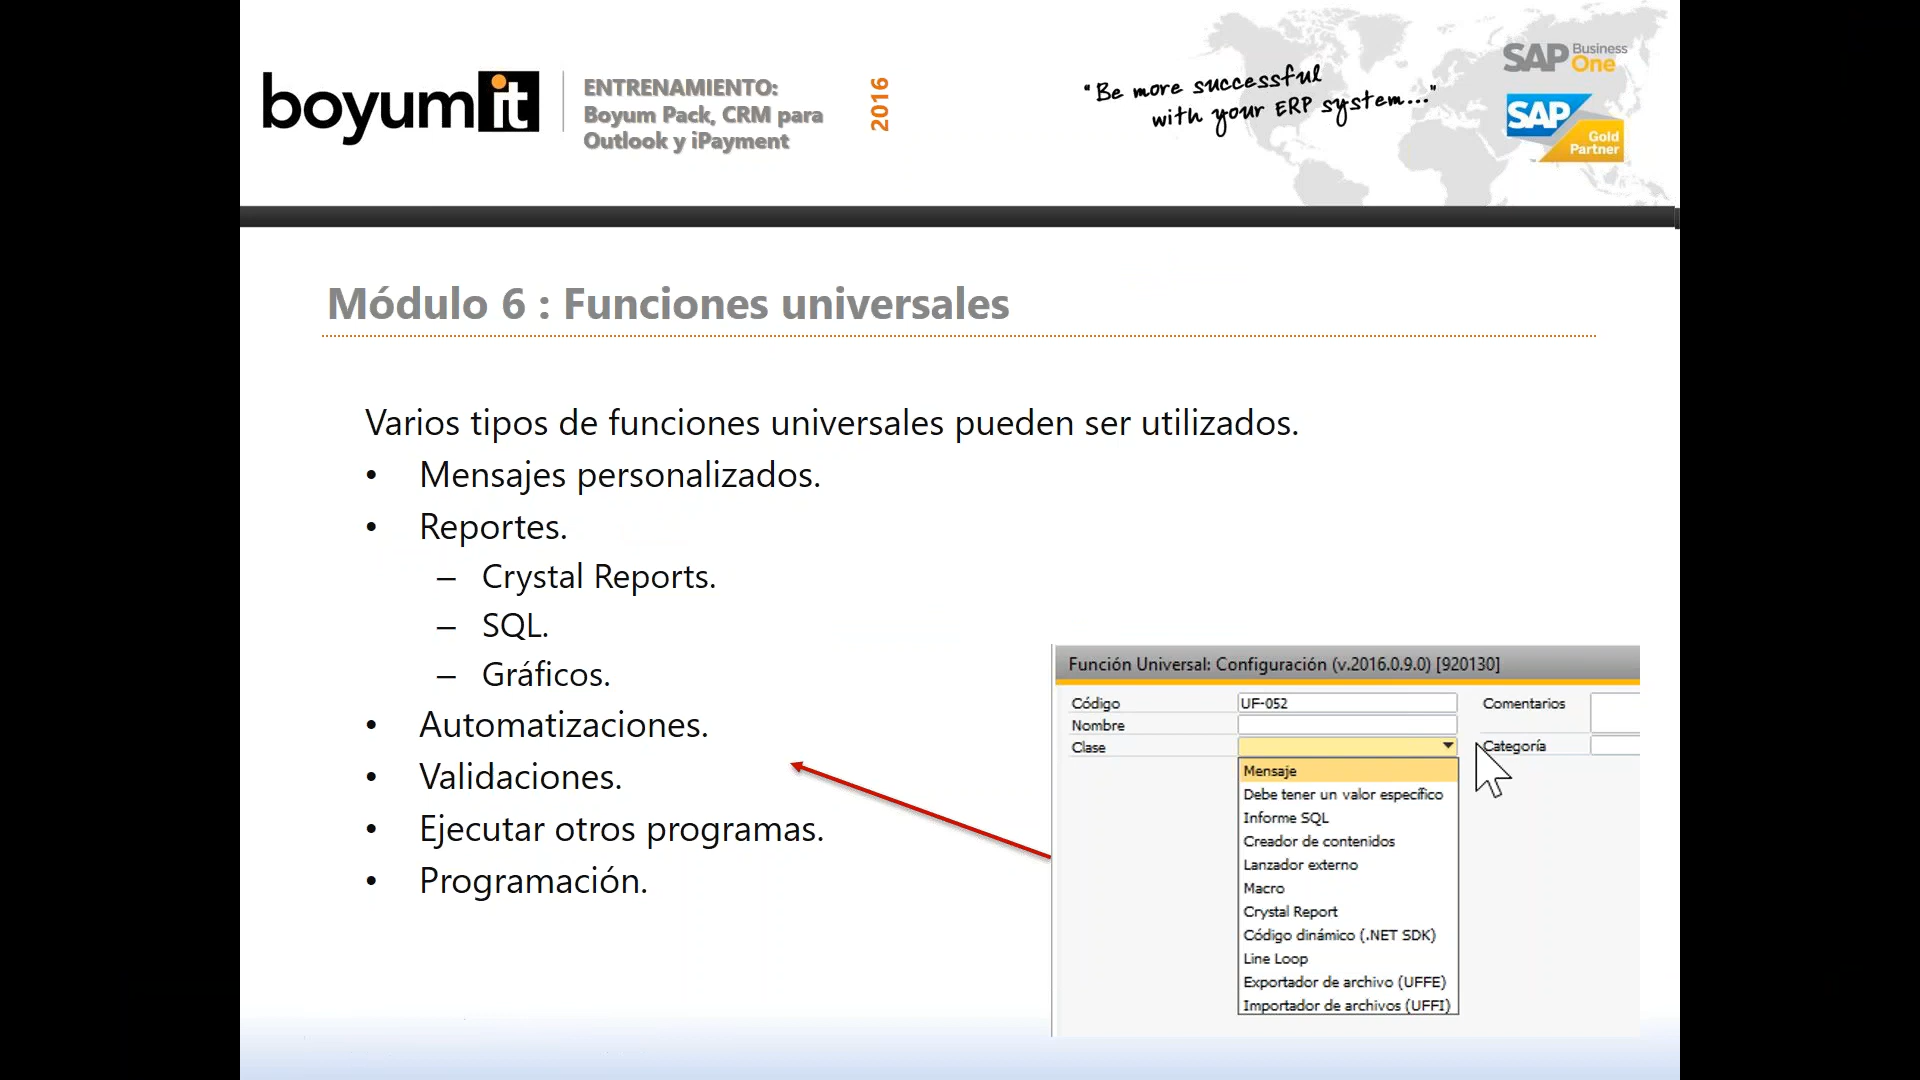 boyumit
ENTRENAMIENTO:
Boyum Pack, CRM para
Outlook y iPayment
2016
"Be more successful
with your ERP system..."
SAP Business
One
SAP
Gold
Partner
Módulo 6 : Funciones universales
Varios tipos de funciones universales pueden ser utilizados.
• Mensajes personalizados.
• Reportes.
– Crystal Reports.
– SQL.
– Gráficos.
• Automatizaciones.
• Validaciones.
• Ejecutar otros programas.
• Programación.
Función Universal: Configuración (v.2016.0.9.0) [920130]
Código UF-052 Comentarios
Nombre
Clase Categoría
Mensaje
Debe tener un valor específico
Informe SQL
Creador de contenidos
Lanzador externo
Macro
Crystal Report
Código dinámico (.NET SDK)
Line Loop
Exportador de archivo (UFFE)
Importador de archivos (UFFI)